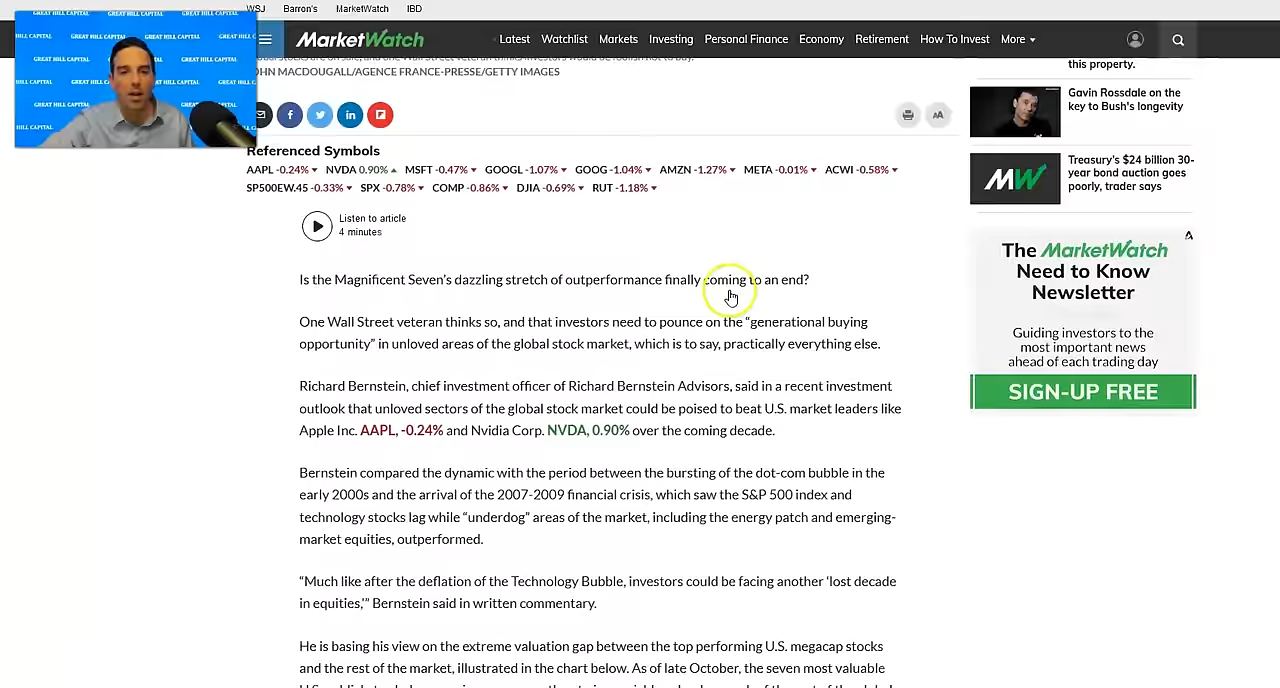 WSJ Barron's MarketWatch IBD
GREAT HILL CAPITAL
MarketWatch
Latest Watchlist Markets Investing Personal Finance Economy Retirement How To Invest More
JOHN MACDOUGALL/AGENCE FRANCE-PRESSE/GETTY IMAGES
AA
Referenced Symbols
AAPL -0.24% NVDA 0.90% MSFT -0.47% GOOGL -1.07% GOOG -1.04% AMZN -1.27% META -0.01% ACWI -0.58%
SP500EW.45 -0.33% SPX -0.78% COMP -0.86% DJIA -0.69% RUT -1.18%
Listen to article
4 minutes
Is the Magnificent Seven's dazzling stretch of outperformance finally coming to an end?
One Wall Street veteran thinks so, and that investors need to pounce on the “generational buying
opportunity” in unloved areas of the global stock market, which is to say, practically everything else.
Richard Bernstein, chief investment officer of Richard Bernstein Advisors, said in a recent investment
outlook that unloved sectors of the global stock market could be poised to beat U.S. market leaders like
Apple Inc. AAPL, -0.24% and Nvidia Corp. NVDA, 0.90% over the coming decade.
Bernstein compared the dynamic with the period between the bursting of the dot-com bubble in the
early 2000s and the arrival of the 2007-2009 financial crisis, which saw the S&P 500 index and
technology stocks lag while “underdog” areas of the market, including the energy patch and emerging-
market equities, outperformed.
“Much like after the deflation of the Technology Bubble, investors could be facing another ‘lost decade
in equities,’” Bernstein said in written commentary.
He is basing his view on the extreme valuation gap between the top performing U.S. megacap stocks
and the rest of the market, illustrated in the chart below. As of late October, the seven most valuable
this property.
Gavin Rossdale on the
key to Bush's longevity
MW
Treasury's $24 billion 30-
year bond auction goes
poorly, trader says
The MarketWatch
Need to Know
Newsletter
Guiding investors to the
most important news
ahead of each trading day
SIGN-UP FREE